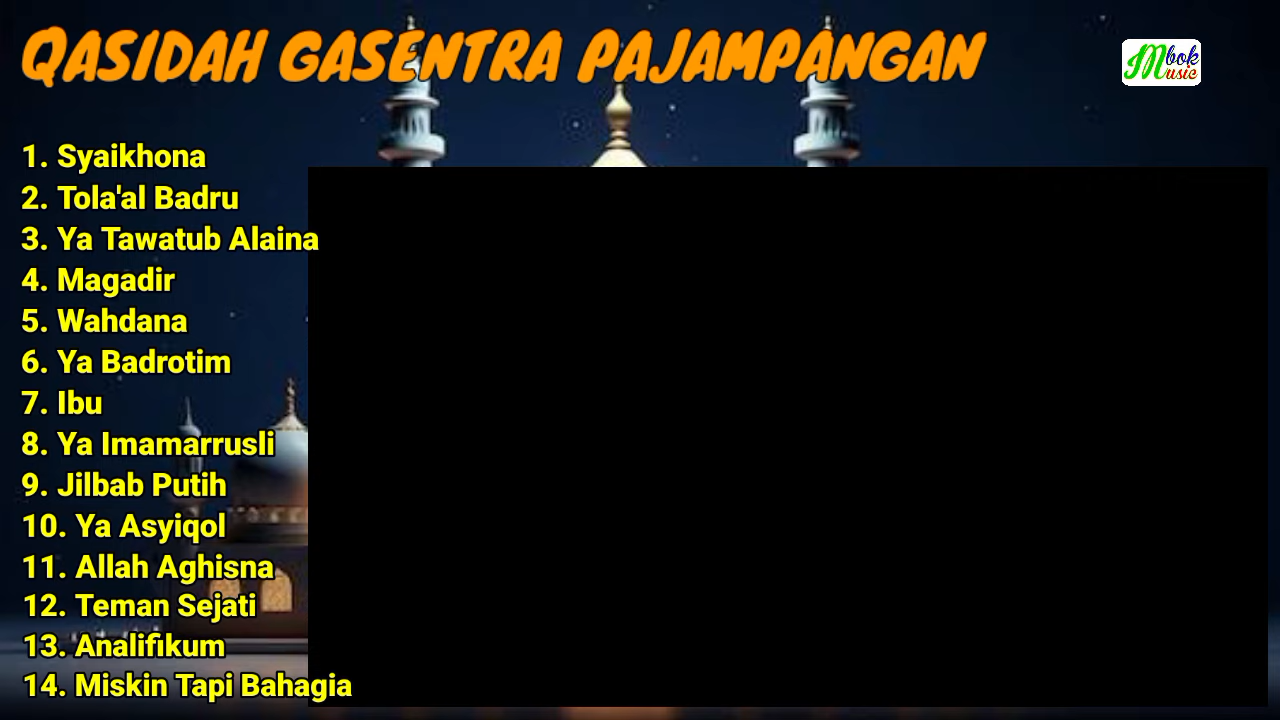 QASIDAH GASENTRA PAJAMPANGAN
Mbok
Music
1. Syaikhona
2. Tola'al Badru
3. Ya Tawatub Alaina
4. Magadir
5. Wahdana
6. Ya Badrotim
7. Ibu
8. Ya Imamarrusli
9. Jilbab Putih
10. Ya Asyiqol
11. Allah Aghisna
12. Teman Sejati
13. Analifikum
14. Miskin Tapi Bahagia